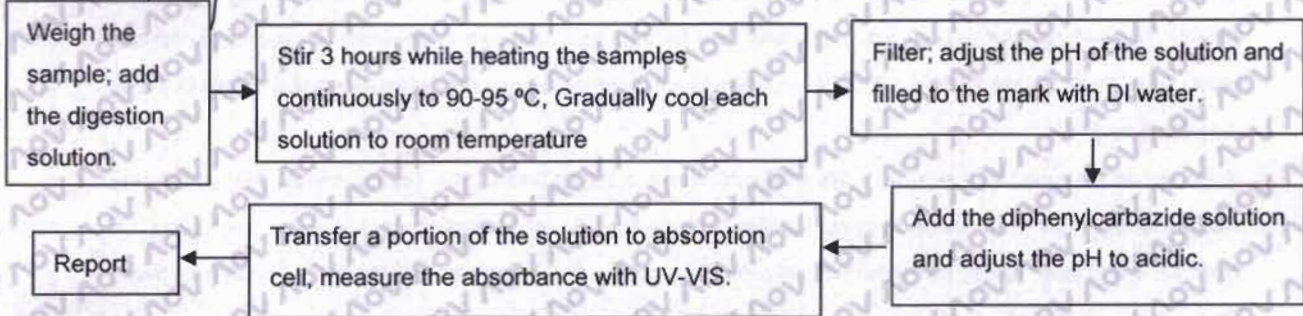 Weigh the
sample; add
the digestion
solution.
Stir 3 hours while heating the samples
continuously to 90-95 ºC, Gradually cool each
solution to room temperature
Filter; adjust the pH of the solution and
filled to the mark with DI water.
Add the diphenylcarbazide solution
and adjust the pH to acidic.
Transfer a portion of the solution to absorption
cell, measure the absorbance with UV-VIS.
Report